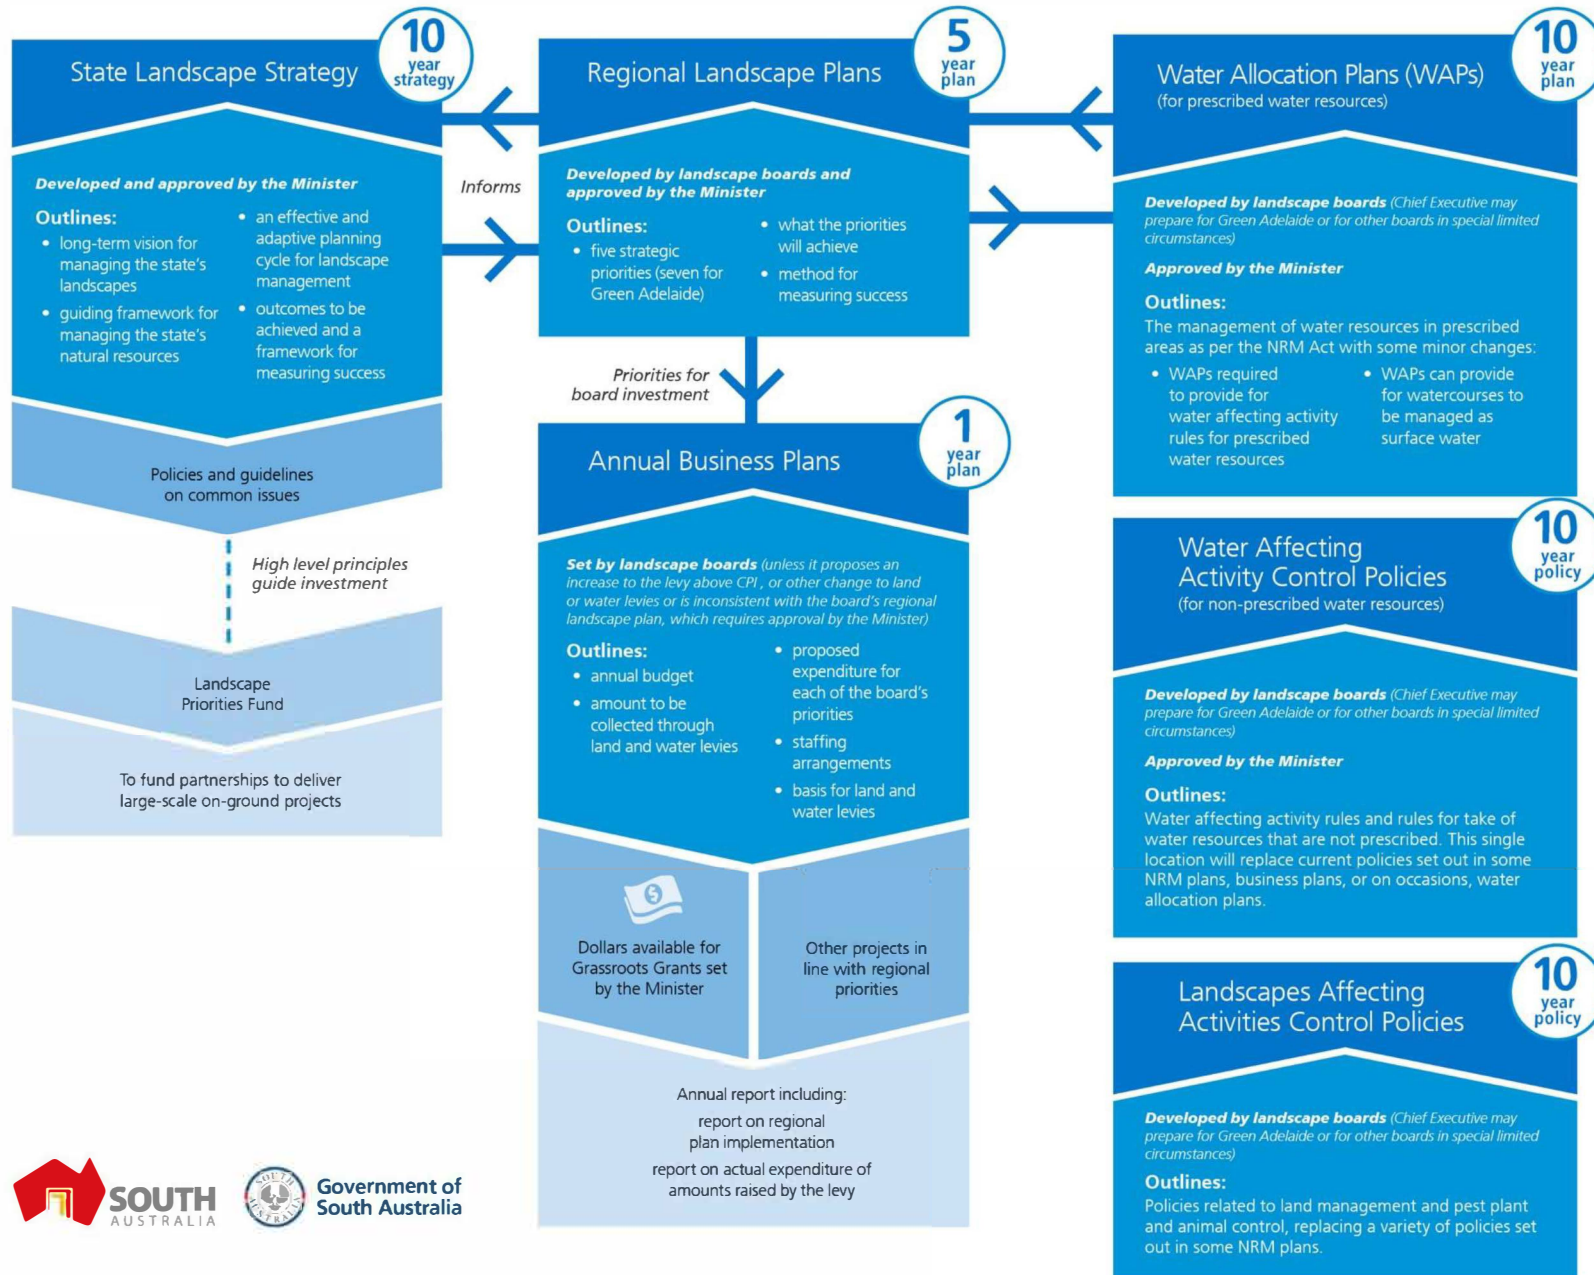 State Landscape Strategy
10
year
strategy
Developed and approved by the Minister
Outlines:
• long-term vision for
managing the state's
landscapes
• guiding framework for
managing the state's
natural resources
• an effective and
adaptive planning
cycle for landscape
management
• outcomes to be
achieved and a
framework for
measuring success
Policies and guidelines
on common issues
High level principles
guide investment
Landscape
Priorities Fund
To fund partnerships to deliver
large-scale on-ground projects
Informs
Regional Landscape Plans
5
year
plan
Developed by landscape boards and
approved by the Minister
Outlines:
• five strategic
priorities (seven for
Green Adelaide)
• what the priorities
will achieve
• method for
measuring success
Priorities for
board investment
Annual Business Plans
1
year
plan
Set by landscape boards (unless it proposes an
increase to the levy above CPI , or other change to land
or water levies or is inconsistent with the board's regional
landscape plan, which requires approval by the Minister)
Outlines:
• annual budget
• amount to be
collected through
land and water levies
• proposed
expenditure for
each of the board's
priorities
• staffing
arrangements
• basis for land and
water levies
$
Dollars available for
Grassroots Grants set
by the Minister
Other projects in
line with regional
priorities
Annual report including:
report on regional
plan implementation
report on actual expenditure of
amounts raised by the levy
Water Allocation Plans (WAPs)
(for prescribed water resources)
10
year
plan
Developed by landscape boards (Chief Executive may
prepare for Green Adelaide or for other boards in special limited
circumstances)
Approved by the Minister
Outlines:
The management of water resources in prescribed
areas as per the NRM Act with some minor changes:
• WAPs required
to provide for
water affecting activity
rules for prescribed
water resources
• WAPs can provide
for watercourses to
be managed as
surface water
Water Affecting
Activity Control Policies
(for non-prescribed water resources)
10
year
policy
Developed by landscape boards (Chief Executive may
prepare for Green Adelaide or for other boards in special limited
circumstances)
Approved by the Minister
Outlines:
Water affecting activity rules and rules for take of
water resources that are not prescribed. This single
location will replace current policies set out in some
NRM plans, business plans, or on occasions, water
allocation plans.
Landscapes Affecting
Activities Control Policies
10
year
policy
Developed by landscape boards (Chief Executive may
prepare for Green Adelaide or for other boards in special limited
circumstances)
Outlines:
Policies related to land management and pest plant
and animal control, replacing a variety of policies set
out in some NRM plans.
SOUTH
AUSTRALIA
SOUTH
AUSTRALIA
Government of
South Australia